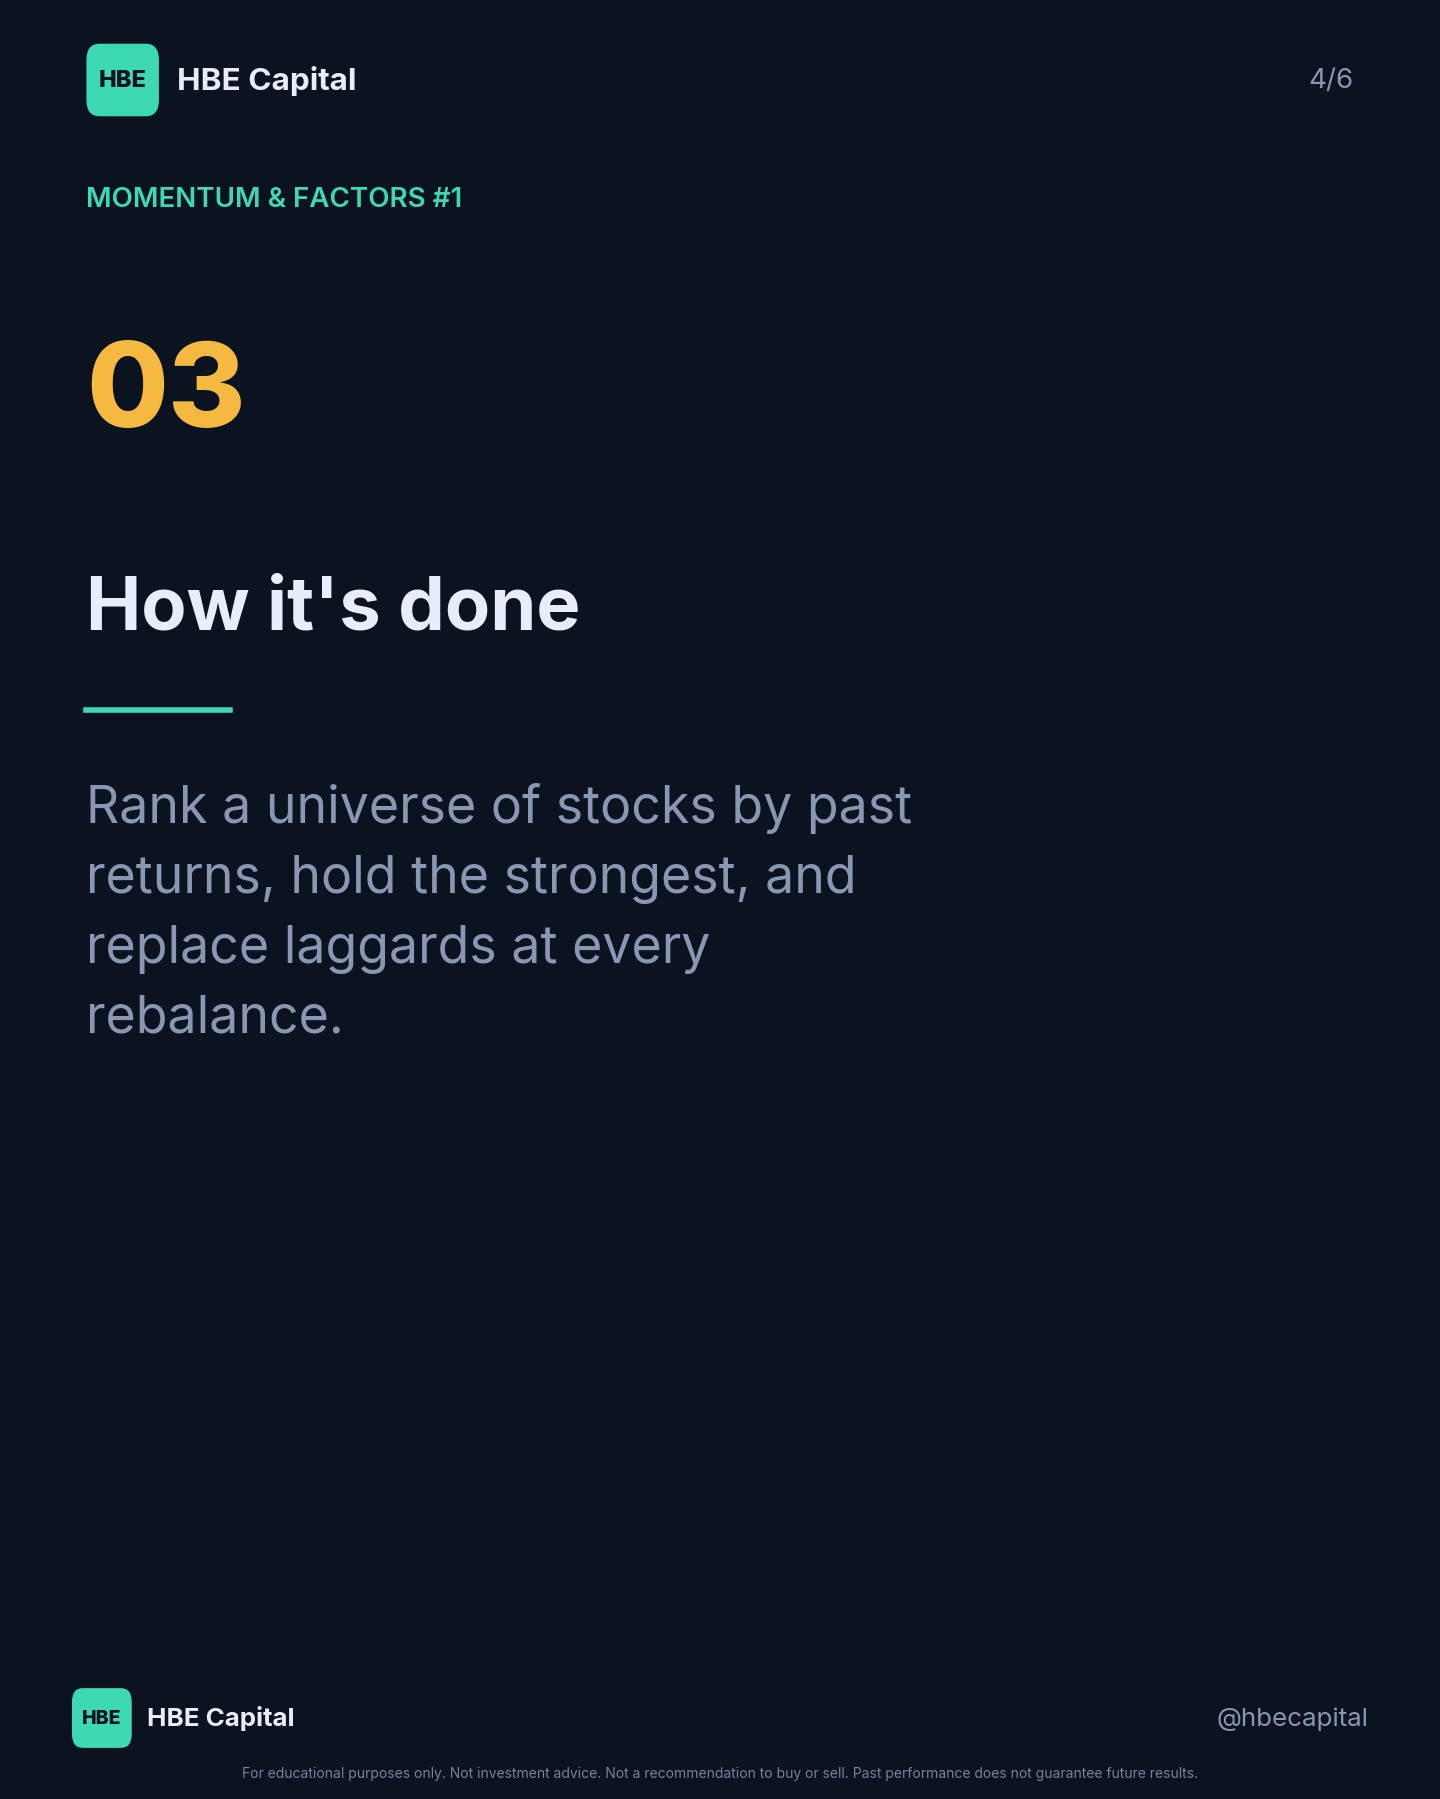 HBE HBE Capital 4/6
MOMENTUM & FACTORS #1
03
How it's done
Rank a universe of stocks by past
returns, hold the strongest, and
replace laggards at every
rebalance.
HBE HBE Capital @hbecapital
For educational purposes only. Not investment advice. Not a recommendation to buy or sell. Past performance does not guarantee future results.